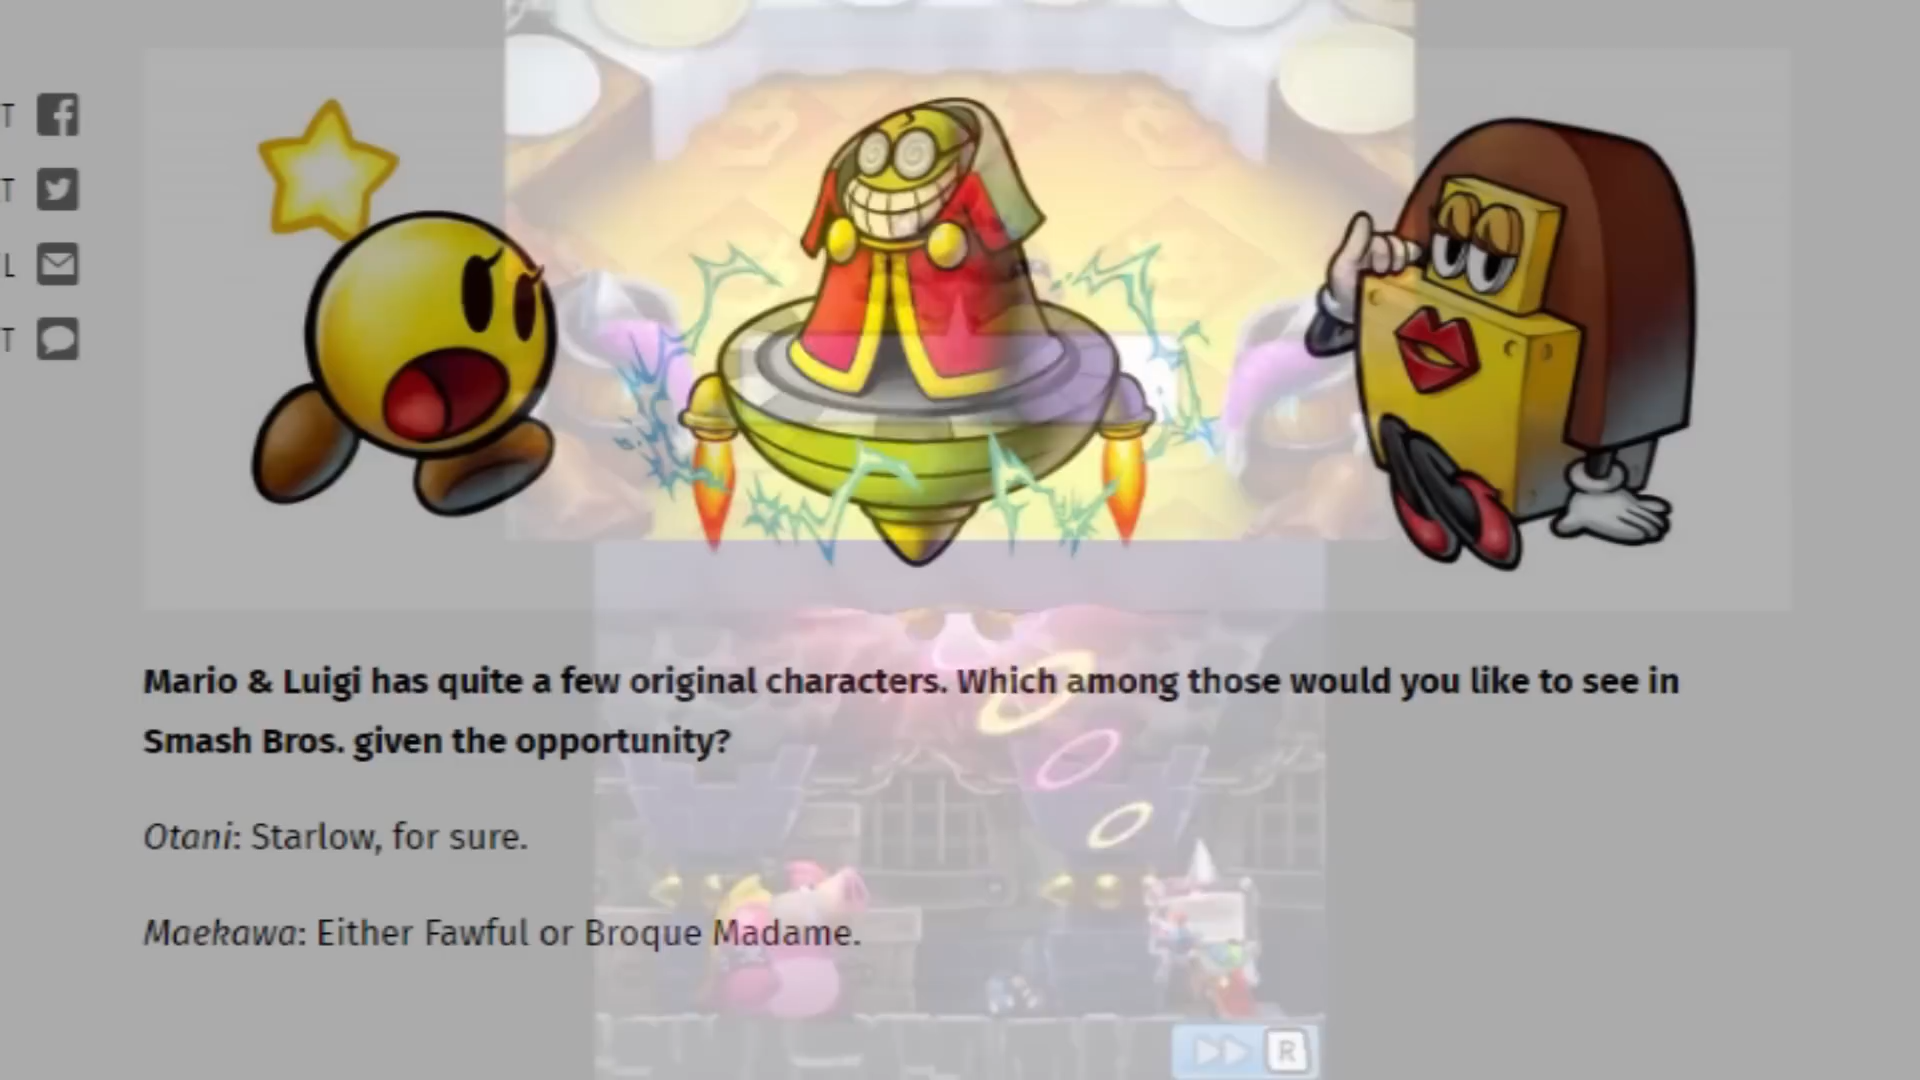 T
T
L
T
Mario & Luigi has quite a few original characters. Which among those would you like to see in
Smash Bros. given the opportunity?
Otani: Starlow, for sure.
Maekawa: Either Fawful or Broque Madame.
R